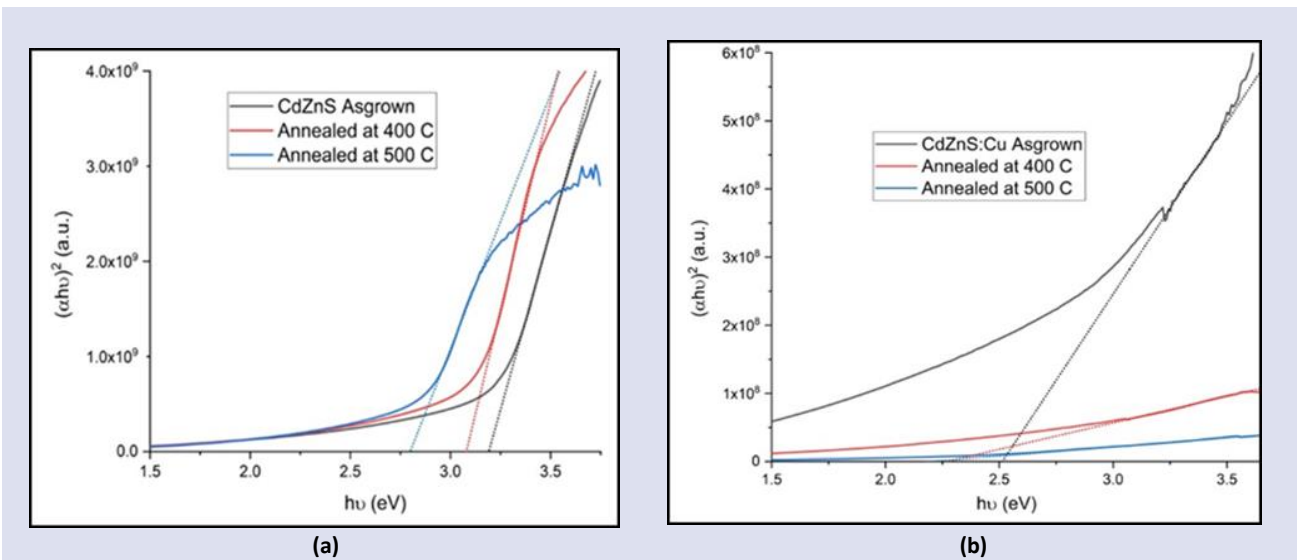 4.0x10⁹
3.0x10⁹
2.0x10⁹
1.0x10⁹
0.0
(αhυ)² (a.u.)
CdZnS Asgrown
Annealed at 400 C
Annealed at 500 C
1.5 2.0 2.5 3.0 3.5
hυ (eV)
(a)
6x10⁸
5x10⁸
4x10⁸
3x10⁸
2x10⁸
1x10⁸
0
(αhυ)² (a.u.)
CdZnS:Cu Asgrown
Annealed at 400 C
Annealed at 500 C
1.5 2.0 2.5 3.0 3.5
hυ (eV)
(b)